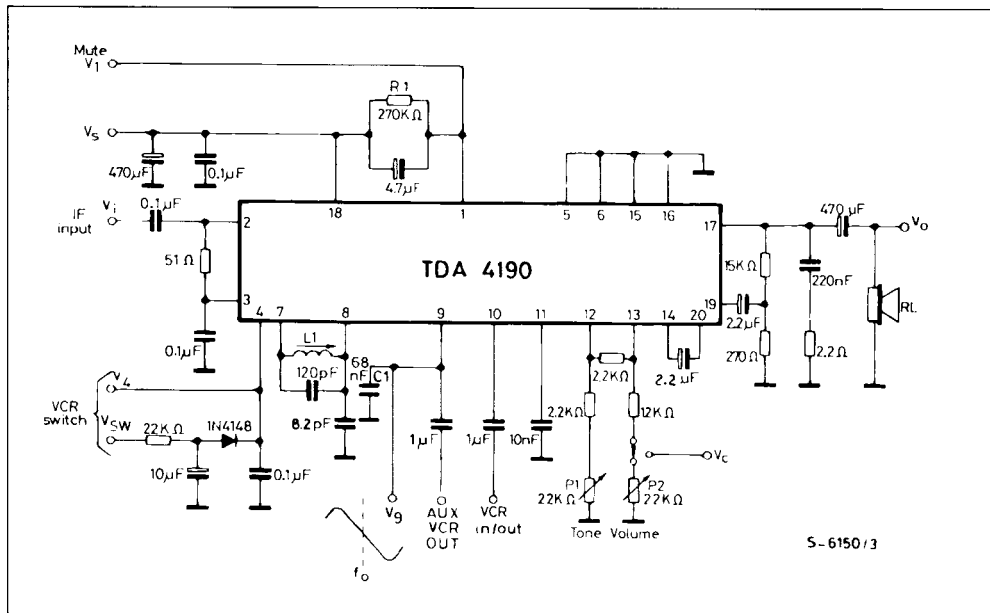 Mute
V1
R1
270KΩ
Vs
470µF
0.1µF
4.7µF
Vi
IF
input
0.1µF
18
1
5
6
15
16
2
17
470 µF
Vo
51Ω
TDA 4190
15KΩ
220nF
3
19
2.2µF
RL
4
7
8
9
10
11
12
13
14
20
0.1µF
L1
120pF
68
nF
C1
2.2KΩ
2.2µF
270Ω
2.2Ω
V4
VCR
switch
VSW
22KΩ
1N4148
8.2pF
2.2KΩ
12KΩ
10µF
0.1µF
1µF
1µF
10nF
Vc
P1
22KΩ
P2
22KΩ
V9
AUX
VCR
OUT
VCR
in/out
Tone
Volume
fo
S-6150/3